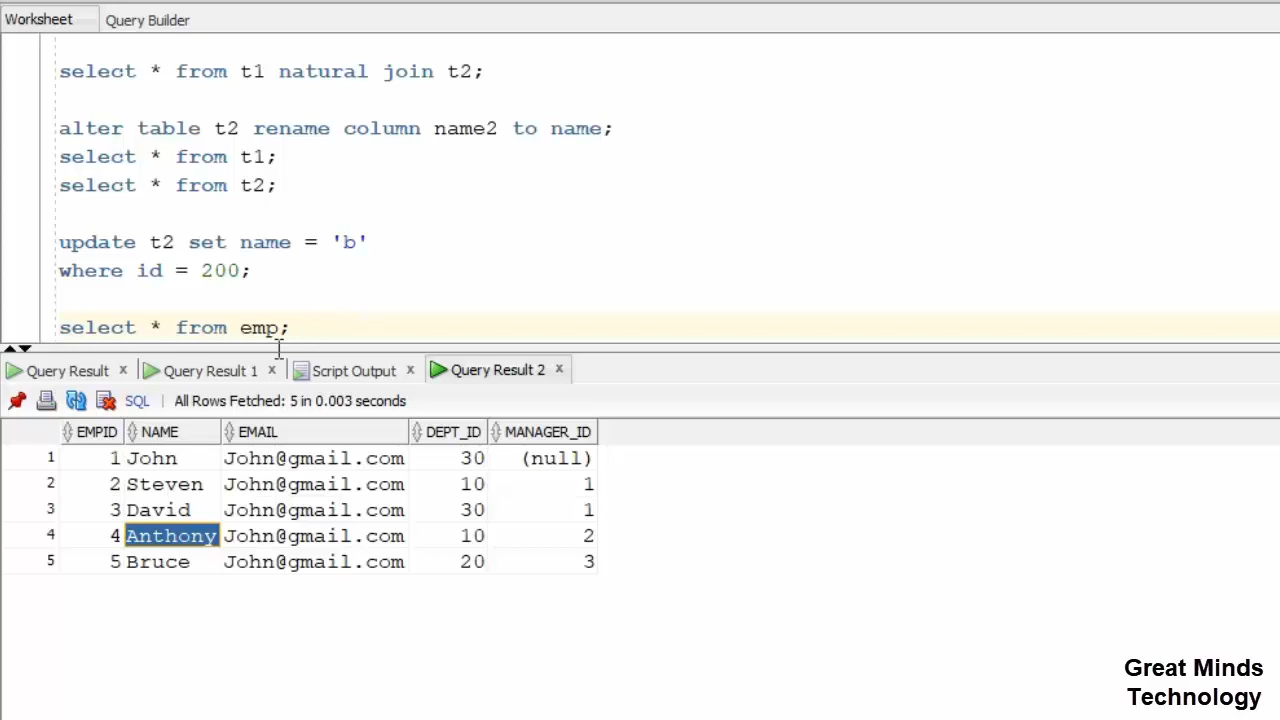 Worksheet Query Builder
select * from t1 natural join t2;
alter table t2 rename column name2 to name;
select * from t1;
select * from t2;
update t2 set name = 'b'
where id = 200;
select * from emp;
Query Result × Query Result 1 × Script Output × Query Result 2 ×
SQL | All Rows Fetched: 5 in 0.003 seconds
EMPID NAME EMAIL DEPT_ID MANAGER_ID
1 1 John John@gmail.com 30 (null)
2 2 Steven John@gmail.com 10 1
3 3 David John@gmail.com 30 1
4 4 Anthony John@gmail.com 10 2
5 5 Bruce John@gmail.com 20 3
Great Minds
Technology